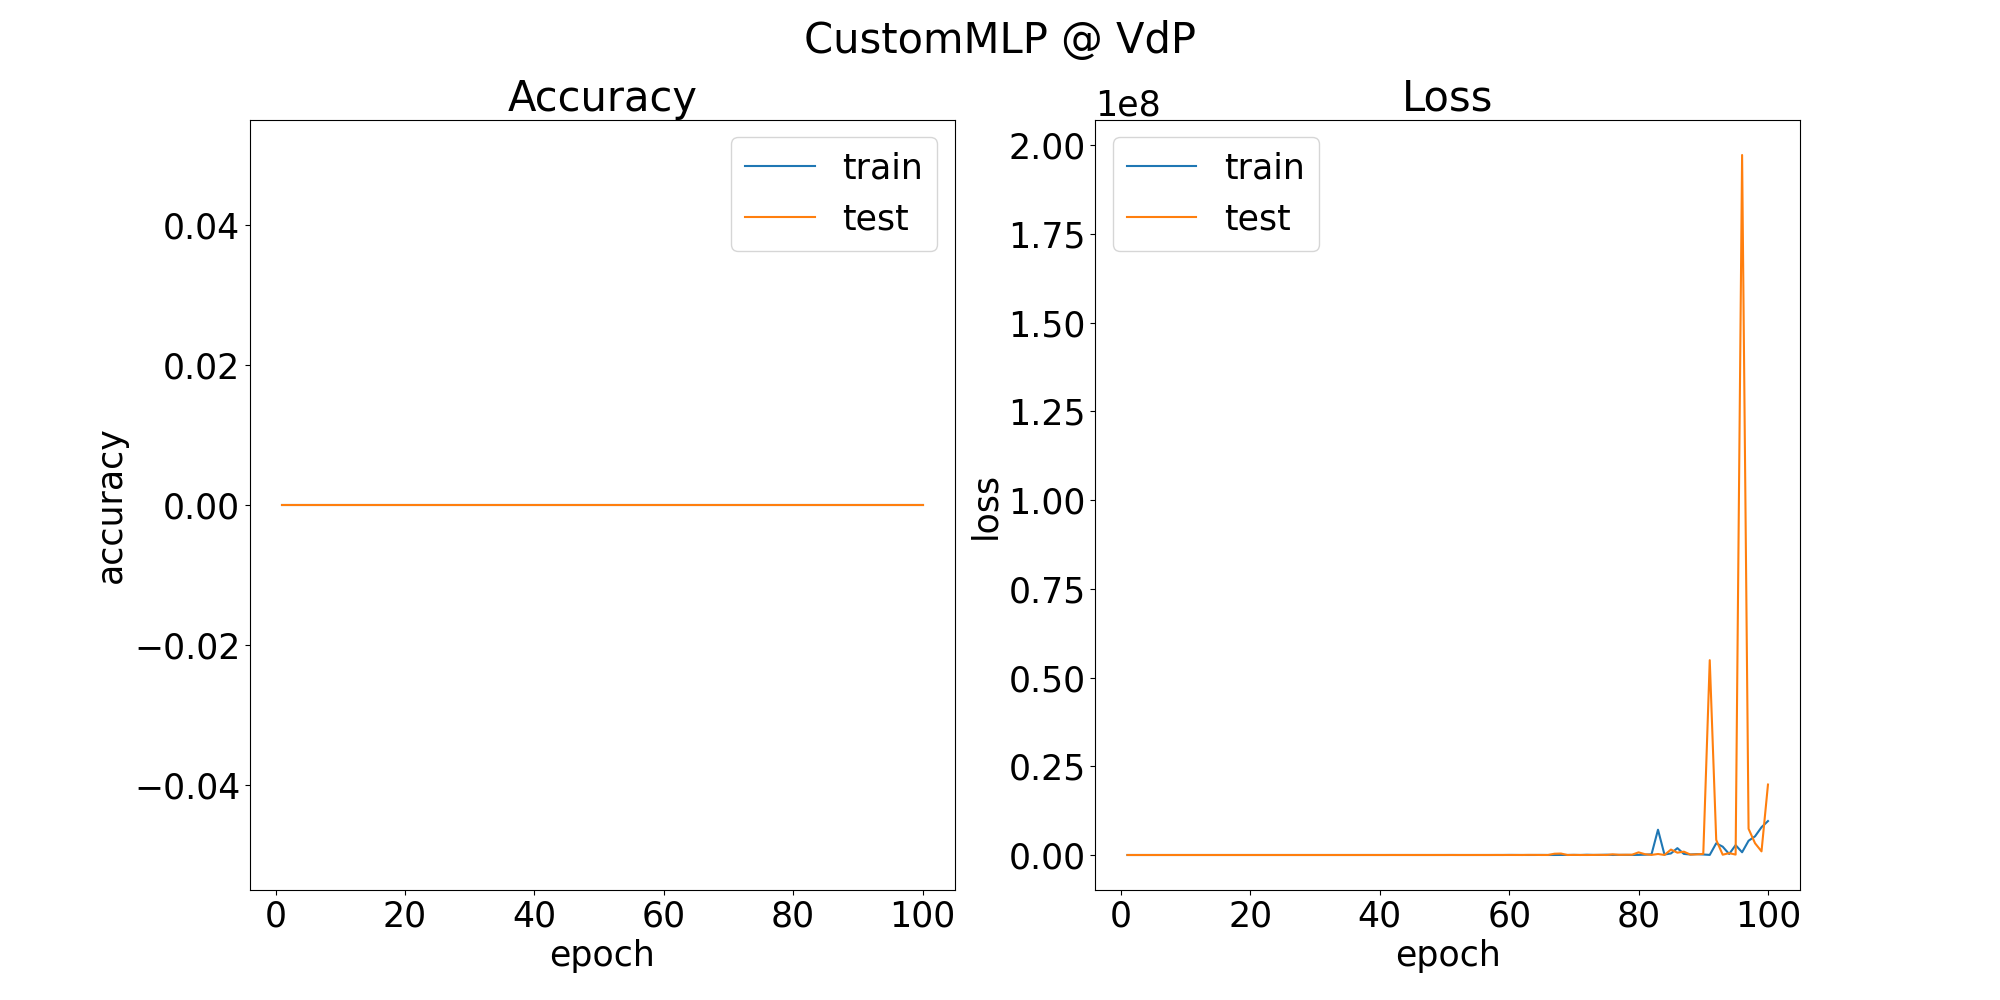 CustomMLP @ VdP
Accuracy
train
test
0.04
0.02
0.00
−0.02
−0.04
accuracy
0 20 40 60 80 100
epoch
Loss
1e8
train
test
2.00
1.75
1.50
1.25
1.00
0.75
0.50
0.25
0.00
loss
0 20 40 60 80 100
epoch